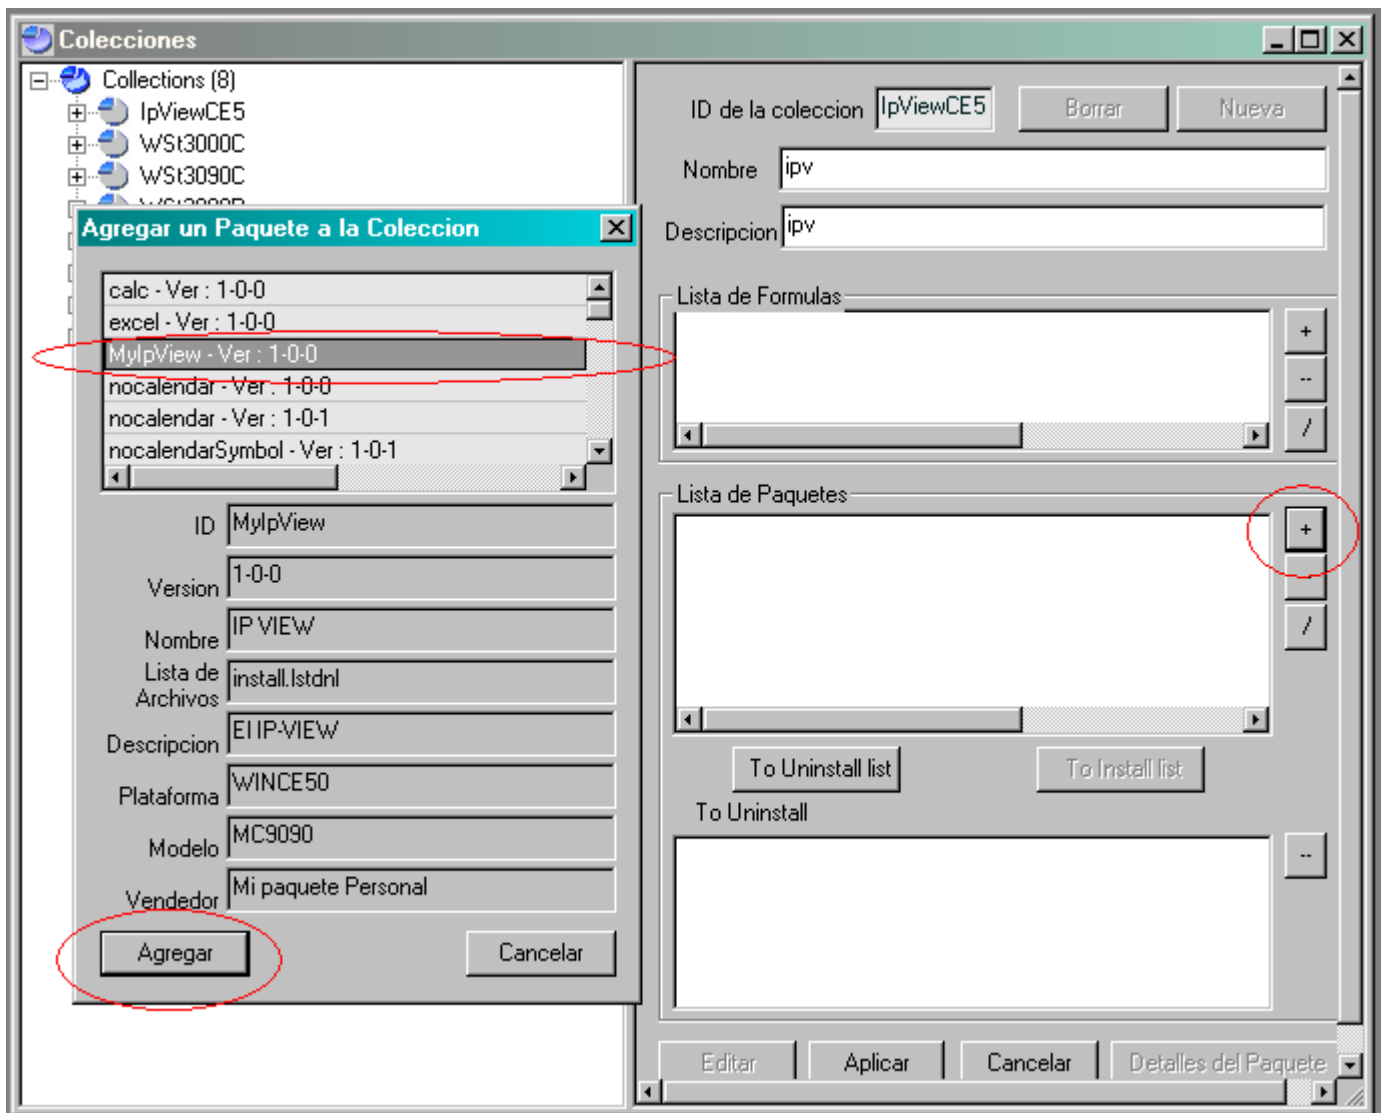 Colecciones
Collections (8)
IpViewCE5
WSt3000C
WSt3090C
Agregar un Paquete a la Coleccion
calc - Ver : 1-0-0
excel - Ver : 1-0-0
MyIpView - Ver : 1-0-0
nocalendar - Ver : 1-0-0
nocalendar - Ver : 1-0-1
nocalendarSymbol - Ver : 1-0-1
ID MyIpView
Version 1-0-0
Nombre IP VIEW
Lista de
Archivos install.lstdnl
Descripcion El IP-VIEW
Plataforma WINCE50
Modelo MC9090
Vendedor Mi paquete Personal
Agregar Cancelar
ID de la coleccion IpViewCE5 Borrar Nueva
Nombre ipv
Descripcion ipv
Lista de Formulas
+
--
/
Lista de Paquetes
+
/
To Uninstall list To Install list
To Uninstall
--
Editar Aplicar Cancelar Detalles del Paquete